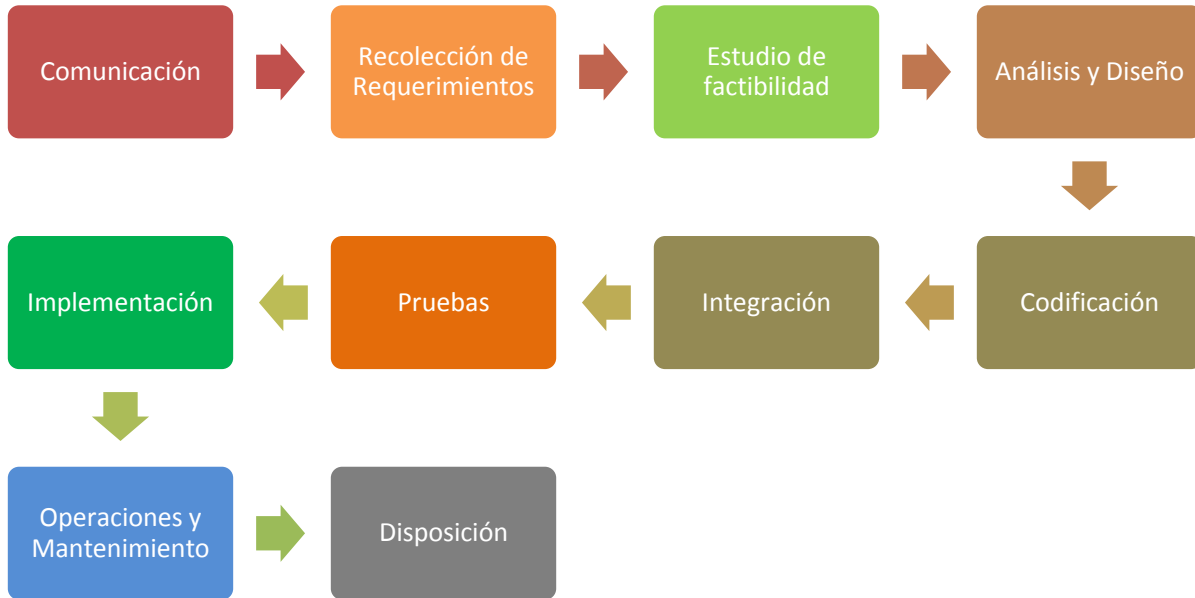 Comunicación
Recolección de
Requerimientos
Estudio de
factibilidad
Análisis y Diseño
Codificación
Integración
Pruebas
Implementación
Operaciones y
Mantenimiento
Disposición